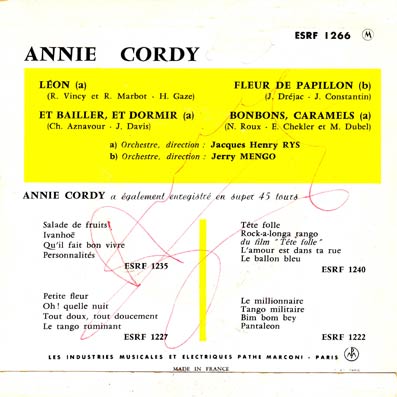 ESRF 1266 M
ANNIE CORDY
LÉON (a)
(R. Vincy et R. Marbot - H. Gaze)
FLEUR DE PAPILLON (b)
(J. Dréjac - J. Constantin)
ET BAILLER, ET DORMIR (a)
(Ch. Aznavour - J. Davis)
BONBONS, CARAMELS (a)
(N. Roux - E. Chekler et M. Dubel)
a) Orchestre, direction : Jacques Henry RYS
b) Orchestre, direction : Jerry MENGO
ANNIE CORDY a également enregistré en super 45 tours
Salade de fruits
Ivanhoë
Qu'il fait bon vivre
Personnalités
ESRF 1235
Tête folle
Rock-a-longa tango
du film "Tête folle"
L'amour est dans ta rue
Le ballon bleu
ESRF 1240
Petite fleur
Oh! quelle nuit
Tout doux, tout doucement
Le tango ruminant
ESRF 1227
Le millionnaire
Tango militaire
Bim bom bey
Pantaleon
ESRF 1222
LES INDUSTRIES MUSICALES ET ELECTRIQUES PATHE MARCONI - PARIS
MADE IN FRANCE